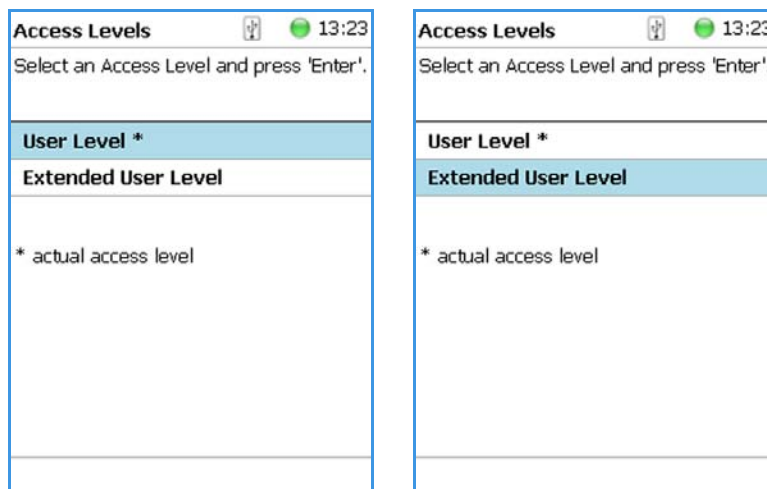 Access Levels 13:23
Select an Access Level and press 'Enter'.
User Level *
Extended User Level
* actual access level
Access Levels 13:23
Select an Access Level and press 'Enter'
User Level *
Extended User Level
* actual access level